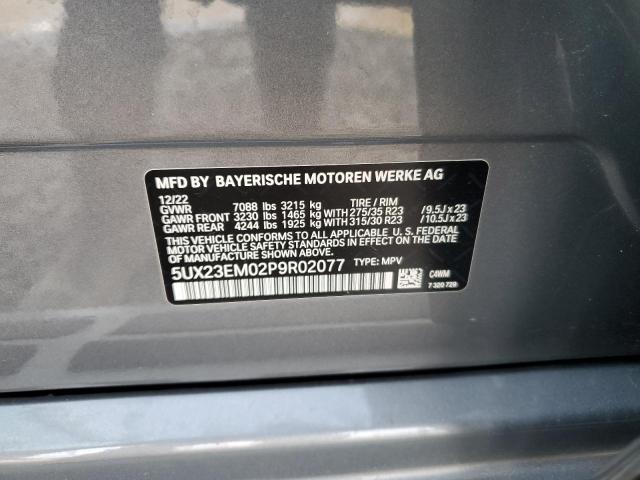 MFD BY BAYERISCHE MOTOREN WERKE AG
12/22
GVWR 7088 lbs 3215 kg TIRE / RIM
GAWR FRONT 3230 lbs 1465 kg WITH 275/35 R23 /9.5J x 23
GAWR REAR 4244 lbs 1925 kg WITH 315/30 R23 /10.5J x 23
THIS VEHICLE CONFORMS TO ALL APPLICABLE U.S.
FEDERAL MOTOR VEHICLE SAFETY AND THEFT PREVENTION
STANDARDS IN EFFECT ON THE DATE OF
MANUFACTURE SHOWN ABOVE.
5UX23EM02P9R02077 TYPE: MPV
C4WM
7 320 729